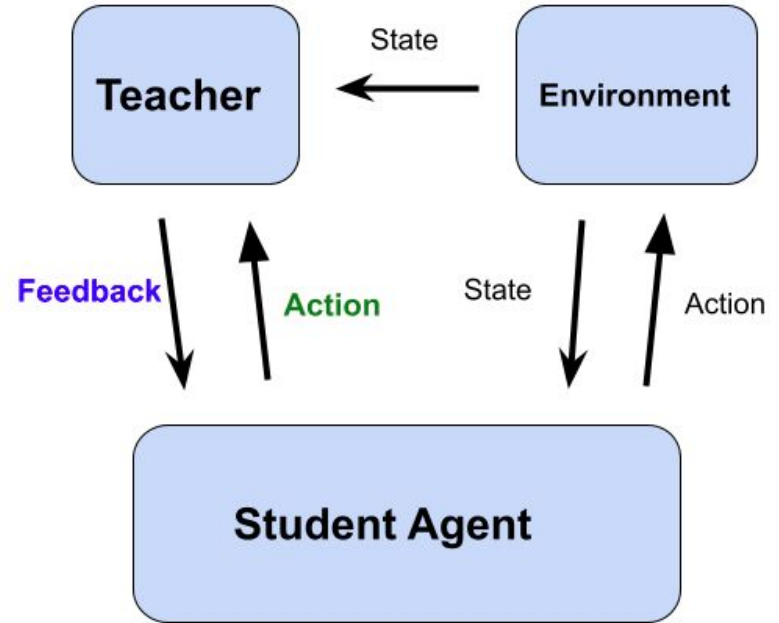 State
Teacher
Environment
Feedback
Action
State
Action
Student Agent